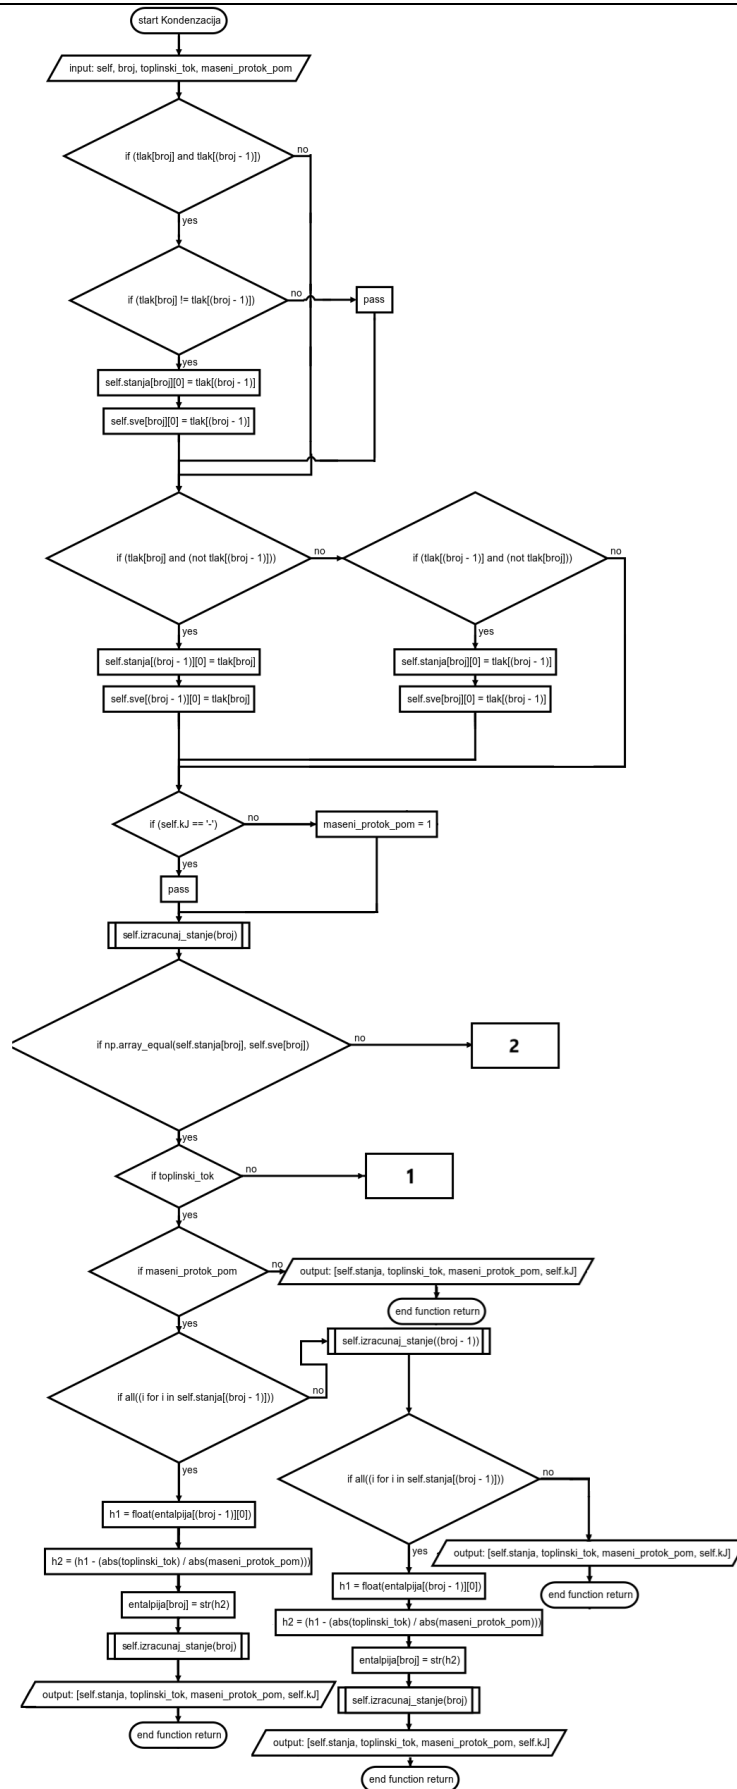 start Kondenzacija
input: self, broj, toplinski_tok, maseni_protok_pom
if (tlak[broj] and tlak[(broj - 1)])
no
yes
if (tlak[broj] != tlak[(broj - 1)])
no
pass
yes
self.stanja[broj][0] = tlak[(broj - 1)]
self.sve[broj][0] = tlak[(broj - 1)]
if (tlak[broj] and (not tlak[(broj - 1)]))
no
if (tlak[(broj - 1)] and (not tlak[broj]))
no
yes
yes
self.stanja[(broj - 1)][0] = tlak[broj]
self.stanja[broj][0] = tlak[(broj - 1)]
self.sve[(broj - 1)][0] = tlak[broj]
self.sve[broj][0] = tlak[(broj - 1)]
if (self.kJ == '-')
no
maseni_protok_pom = 1
yes
pass
self.izracunaj_stanje(broj)
if np.array_equal(self.stanja[broj], self.sve[broj])
no
2
yes
if toplinski_tok
no
1
yes
if maseni_protok_pom
no
output: [self.stanja, toplinski_tok, maseni_protok_pom, self.kJ]
end function return
yes
self.izracunaj_stanje((broj - 1))
if all((i for i in self.stanja[(broj - 1)]))
no
yes
if all((i for i in self.stanja[(broj - 1)]))
no
h1 = float(entalpija[(broj - 1)][0])
yes
output: [self.stanja, toplinski_tok, maseni_protok_pom, self.kJ]
h2 = (h1 - (abs(toplinski_tok) / abs(maseni_protok_pom)))
h1 = float(entalpija[(broj - 1)][0])
end function return
entalpija[broj] = str(h2)
h2 = (h1 - (abs(toplinski_tok) / abs(maseni_protok_pom)))
self.izracunaj_stanje(broj)
entalpija[broj] = str(h2)
output: [self.stanja, toplinski_tok, maseni_protok_pom, self.kJ]
self.izracunaj_stanje(broj)
end function return
output: [self.stanja, toplinski_tok, maseni_protok_pom, self.kJ]
end function return